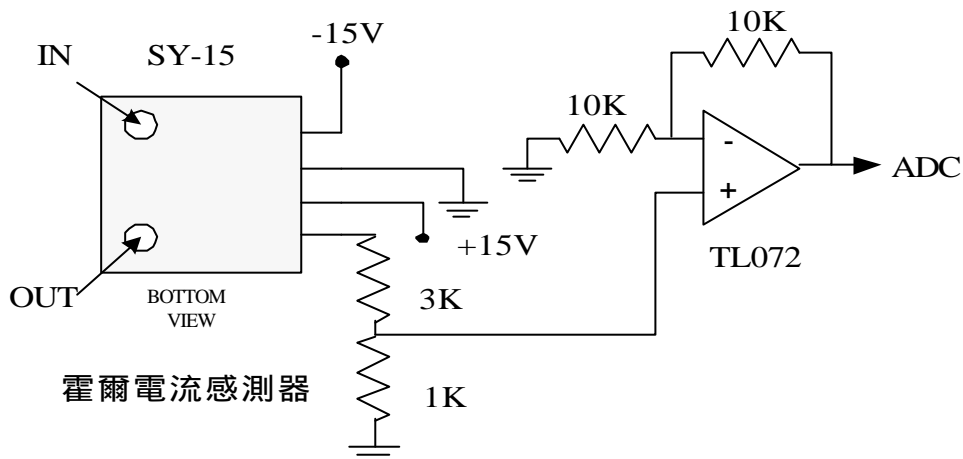 10K
-15V
IN
SY-15
10K
-
ADC
+
+15V
TL072
OUT
BOTTOM
VIEW
3K
霍爾電流感測器
1K